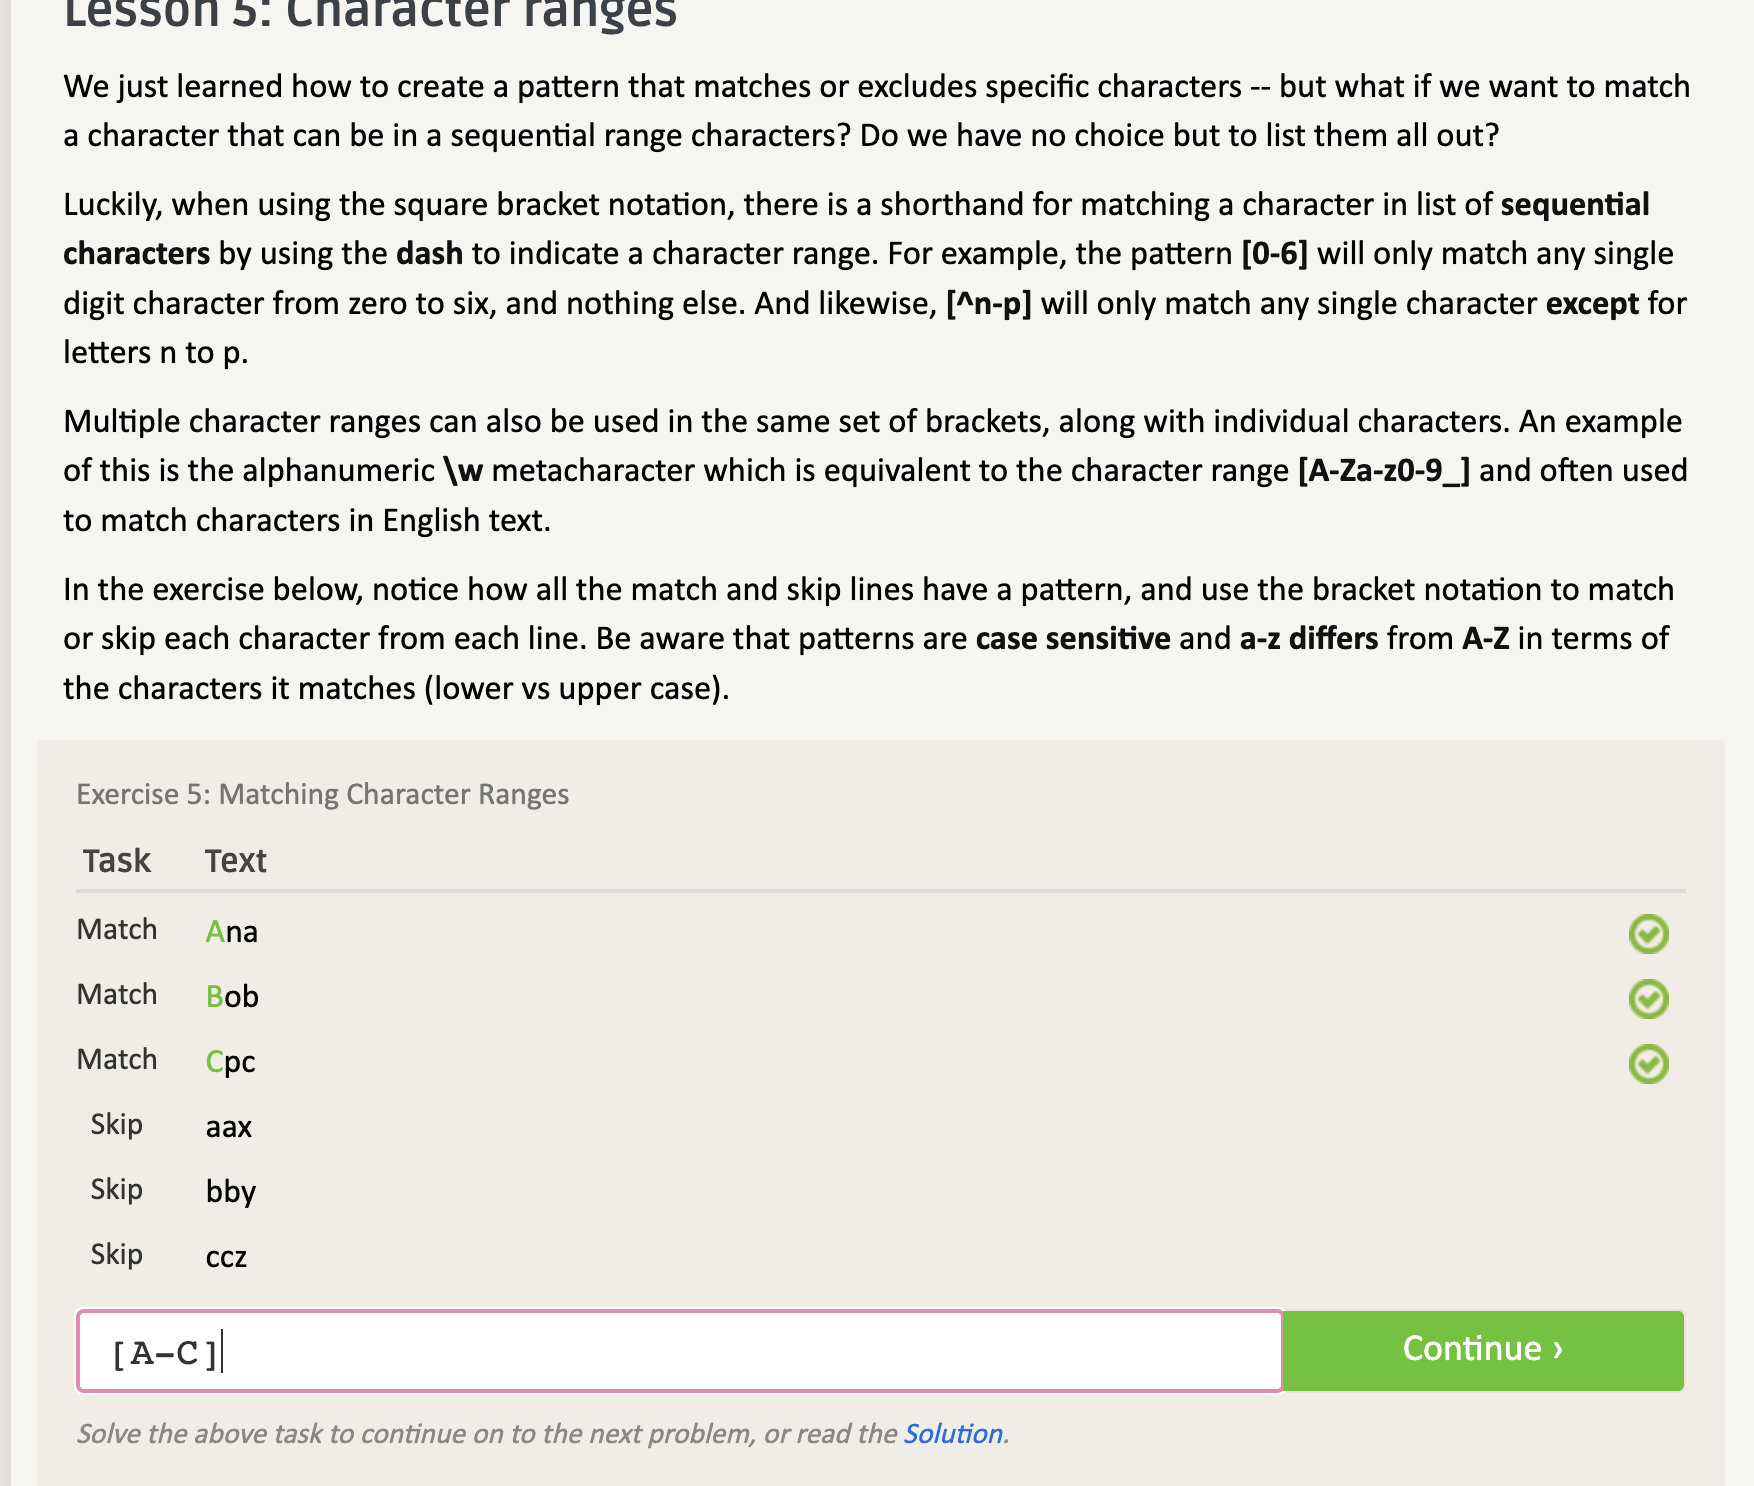 Lesson 5: Character ranges
We just learned how to create a pattern that matches or excludes specific characters -- but what if we want to match
a character that can be in a sequential range characters? Do we have no choice but to list them all out?
Luckily, when using the square bracket notation, there is a shorthand for matching a character in list of sequential
characters by using the dash to indicate a character range. For example, the pattern [0-6] will only match any single
digit character from zero to six, and nothing else. And likewise, [^n-p] will only match any single character except for
letters n to p.
Multiple character ranges can also be used in the same set of brackets, along with individual characters. An example
of this is the alphanumeric \w metacharacter which is equivalent to the character range [A-Za-z0-9_] and often used
to match characters in English text.
In the exercise below, notice how all the match and skip lines have a pattern, and use the bracket notation to match
or skip each character from each line. Be aware that patterns are case sensitive and a-z differs from A-Z in terms of
the characters it matches (lower vs upper case).
Exercise 5: Matching Character Ranges
Task Text
Match Ana
Match Bob
Match Cpc
Skip aax
Skip bby
Skip ccz
[A-C]
Continue ›
Solve the above task to continue on to the next problem, or read the Solution.